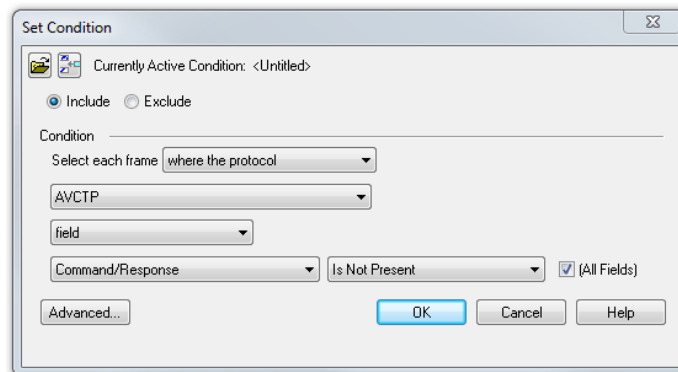 Set Condition
Currently Active Condition: <Untitled>
Include Exclude
Condition
Select each frame where the protocol
AVCTP
field
Command/Response Is Not Present (All Fields)
Advanced... OK Cancel Help